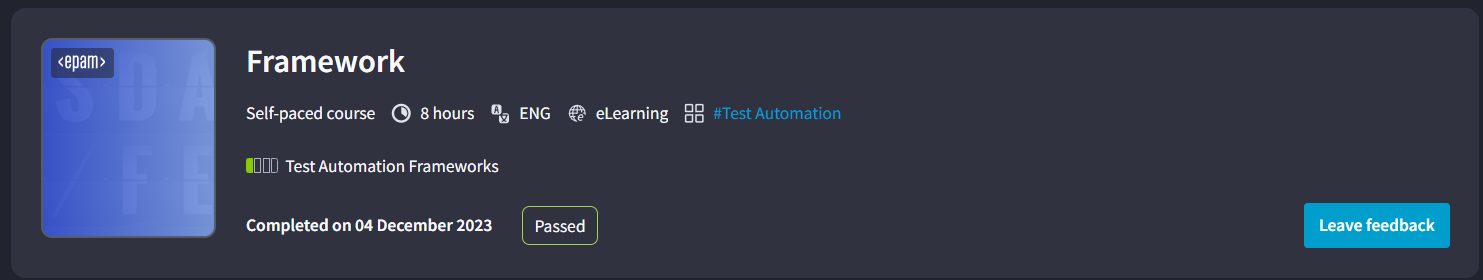 <epam>
S D A
/ F E
Framework
Self-paced course 8 hours ENG eLearning #Test Automation
Test Automation Frameworks
Completed on 04 December 2023 Passed
Leave feedback